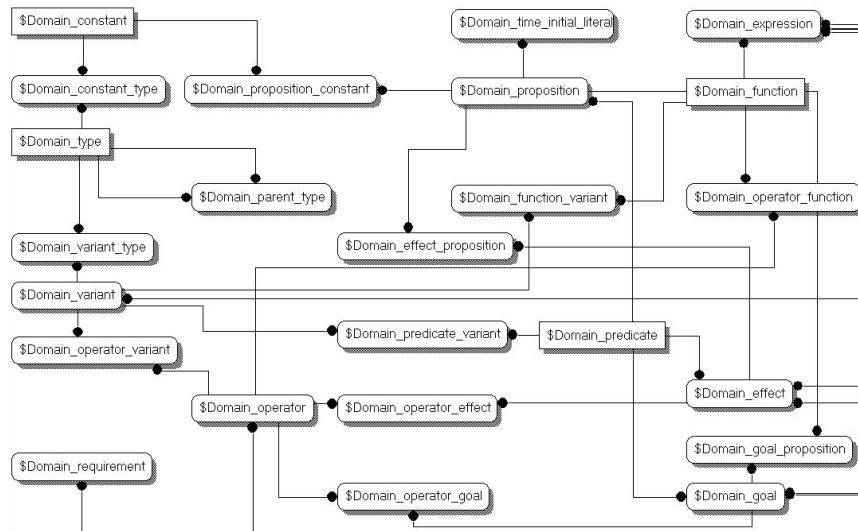 $Domain_constant
$Domain_time_initial_literal
$Domain_expression
$Domain_constant_type
$Domain_proposition_constant
$Domain_proposition
$Domain_function
$Domain_type
$Domain_parent_type
$Domain_function_variant
$Domain_operator_function
$Domain_variant_type
$Domain_effect_proposition
$Domain_variant
$Domain_operator_variant
$Domain_predicate_variant
$Domain_predicate
$Domain_operator
$Domain_operator_effect
$Domain_effect
$Domain_goal_proposition
$Domain_requirement
$Domain_operator_goal
$Domain_goal